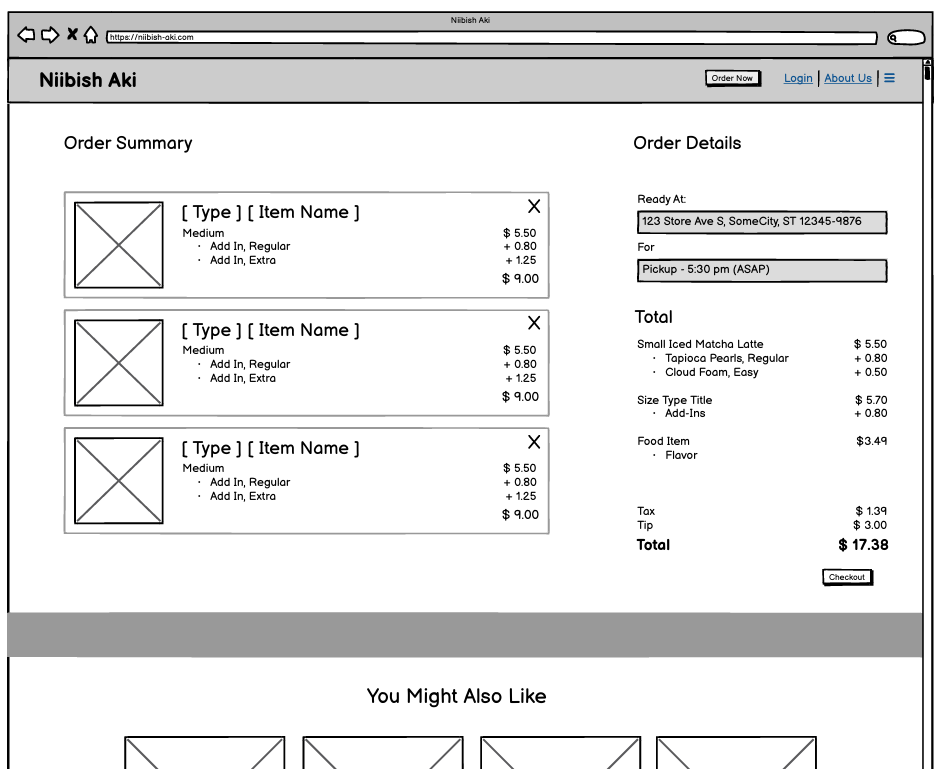 Niibish Aki
https://niibish-aki.com
Niibish Aki
Order Now
Login
About Us
Order Summary
[ Type ] [ Item Name ] X
Medium $ 5.50
· Add In, Regular + 0.80
· Add In, Extra + 1.25
$ 9.00
[ Type ] [ Item Name ] X
Medium $ 5.50
· Add In, Regular + 0.80
· Add In, Extra + 1.25
$ 9.00
[ Type ] [ Item Name ] X
Medium $ 5.50
· Add In, Regular + 0.80
· Add In, Extra + 1.25
$ 9.00
Order Details
Ready At:
123 Store Ave S, SomeCity, ST 12345-9876
For
Pickup - 5:30 pm (ASAP)
Total
Small Iced Matcha Latte $ 5.50
· Tapioca Pearls, Regular + 0.80
· Cloud Foam, Easy + 0.50
Size Type Title $ 5.70
· Add-Ins + 0.80
Food Item $3.49
· Flavor
Tax $ 1.39
Tip $ 3.00
Total $ 17.38
Checkout
You Might Also Like